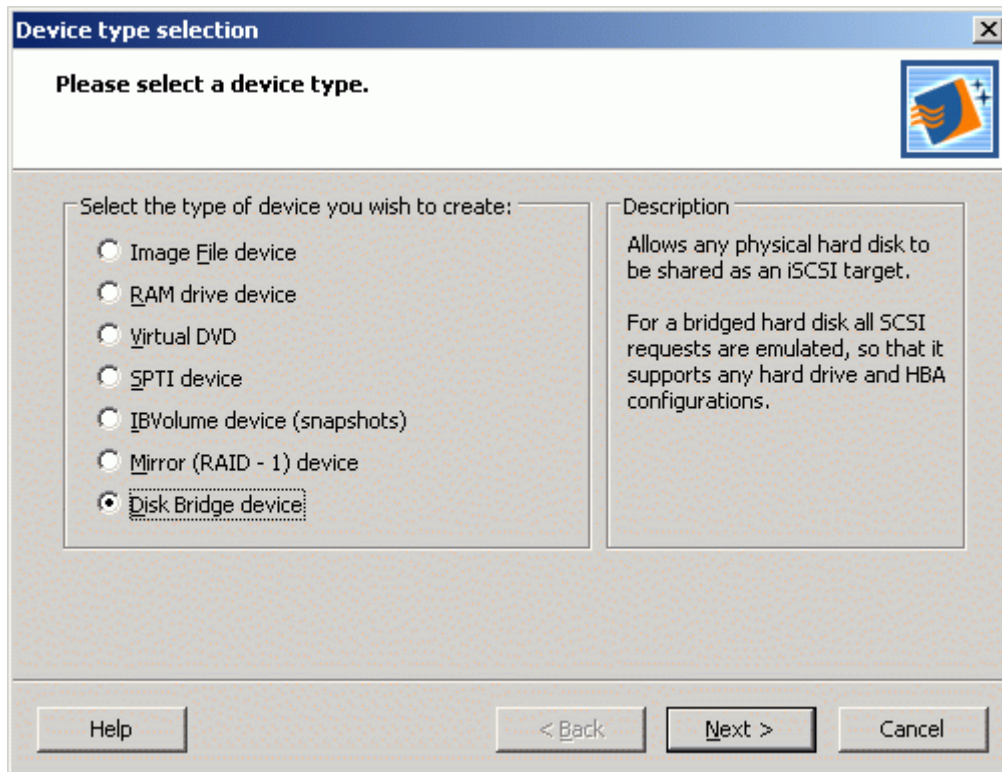 Device type selection
Please select a device type.
Select the type of device you wish to create:
Image File device
RAM drive device
Virtual DVD
SPTI device
IBVolume device (snapshots)
Mirror (RAID - 1) device
Disk Bridge device
Description
Allows any physical hard disk to
be shared as an iSCSI target.
For a bridged hard disk all SCSI
requests are emulated, so that it
supports any hard drive and HBA
configurations.
Help
< Back
Next >
Cancel